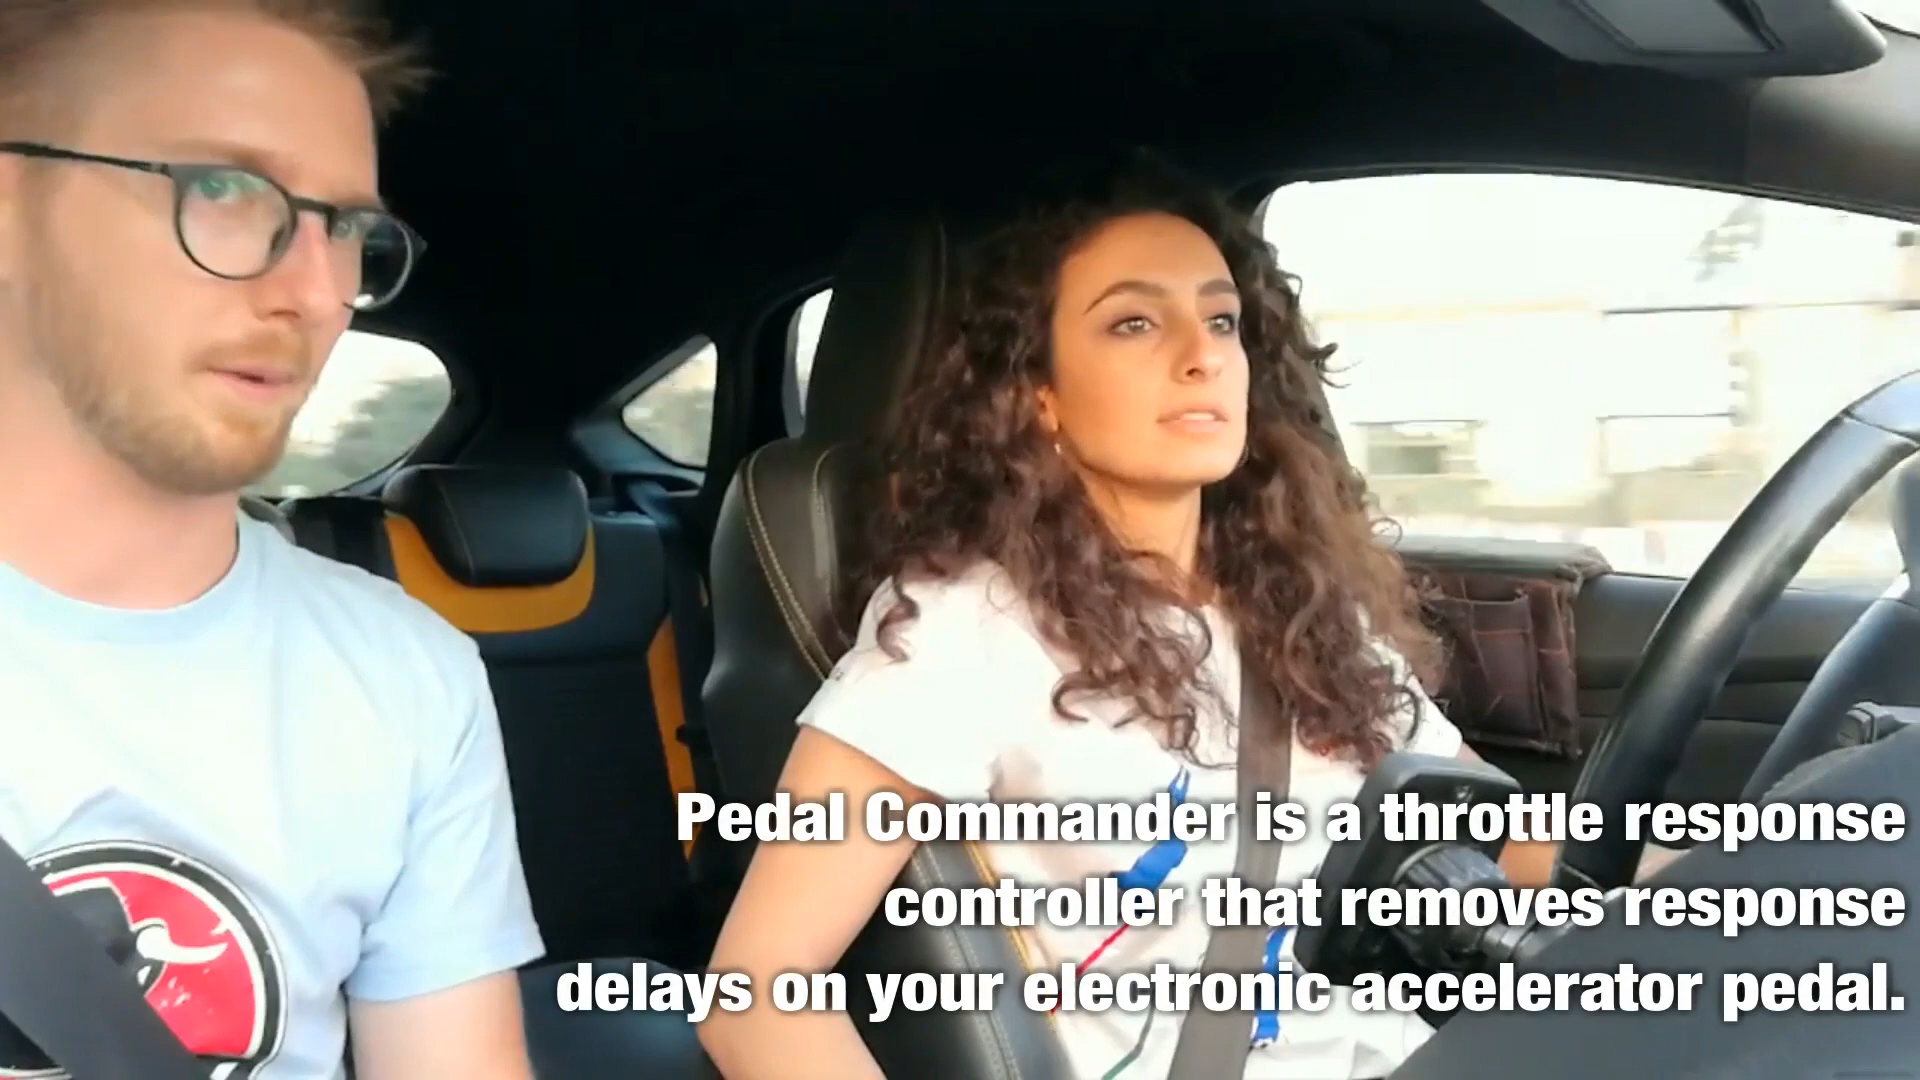 Pedal Commander is a throttle response
controller that removes response
delays on your electronic accelerator pedal.